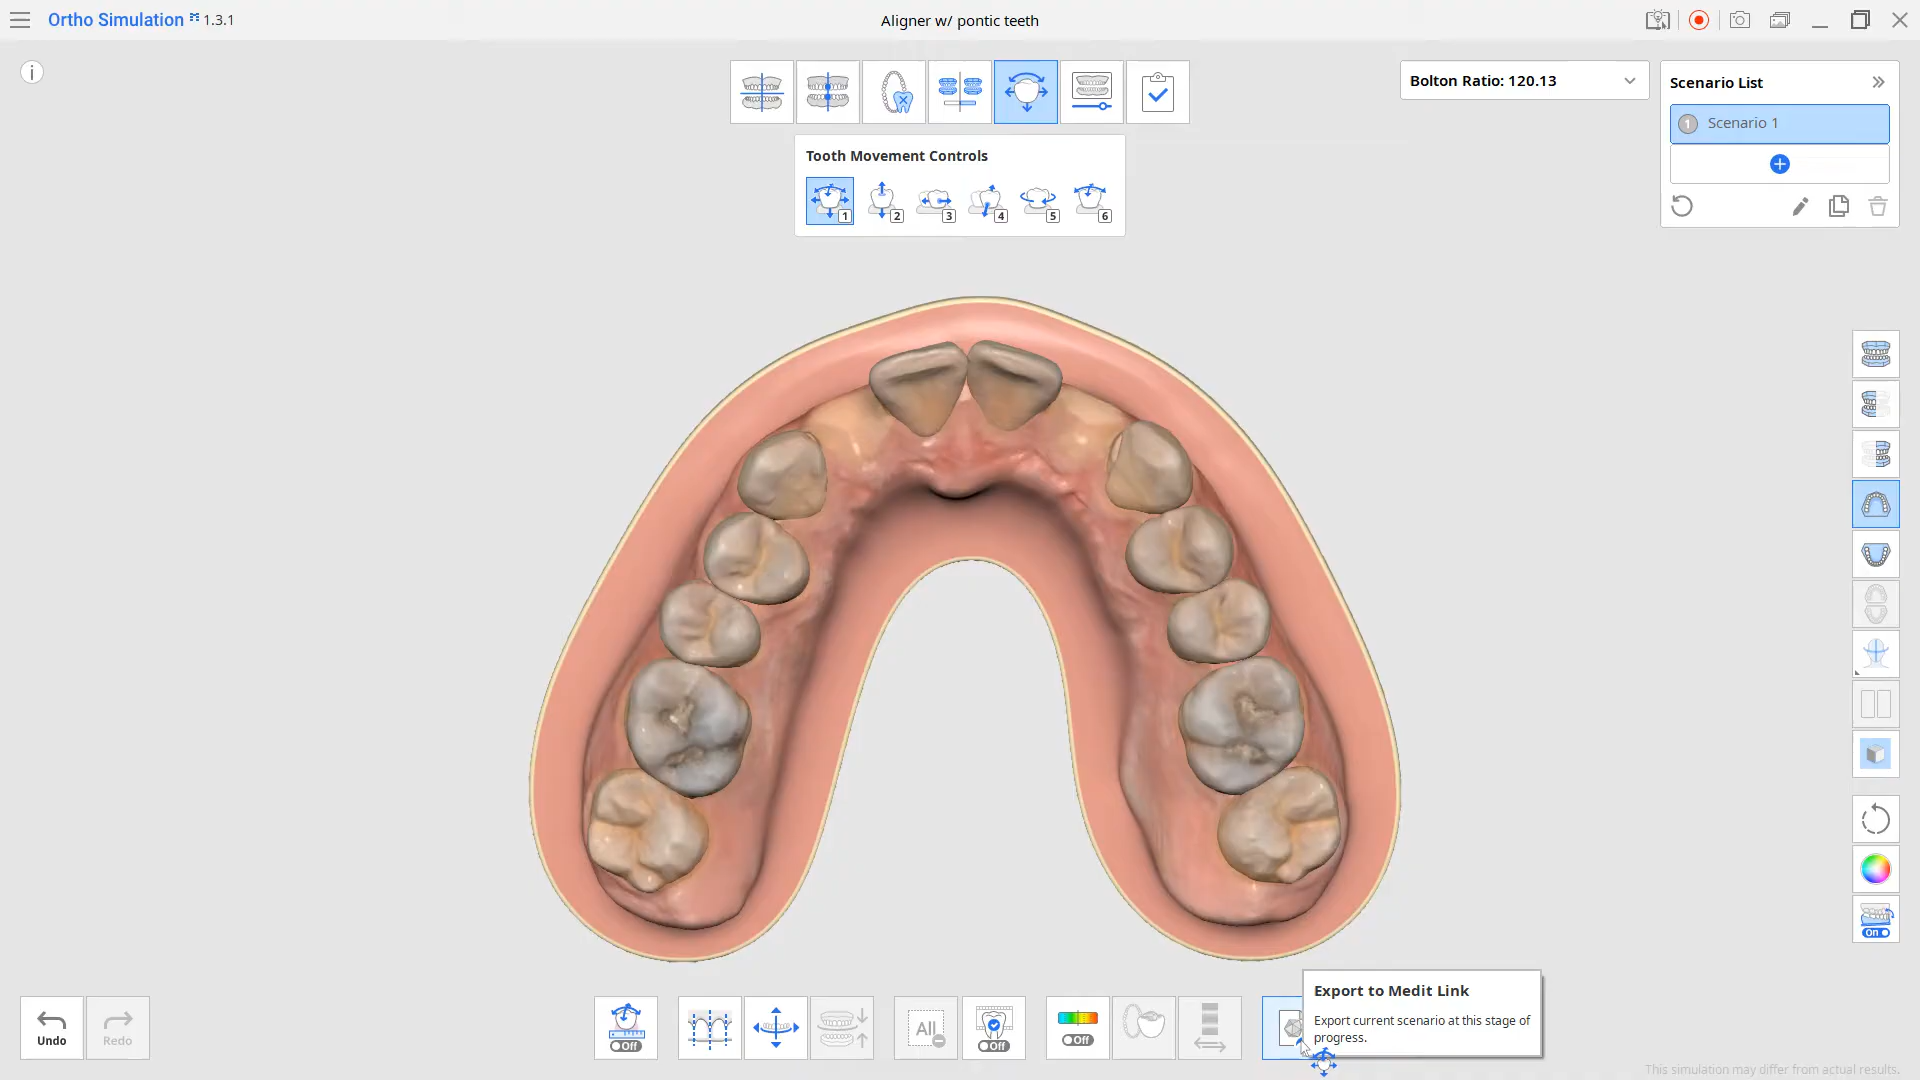 Ortho Simulation 1.3.1
Aligner w/ pontic teeth
i
Bolton Ratio: 120.13
Scenario List
1 Scenario 1
Tooth Movement Controls
1 2 3 4 5 6
On
Undo
Redo
Off
All
Off
Off
Export to Medit Link
Export current scenario at this stage of
progress.
This simulation may differ from actual results.